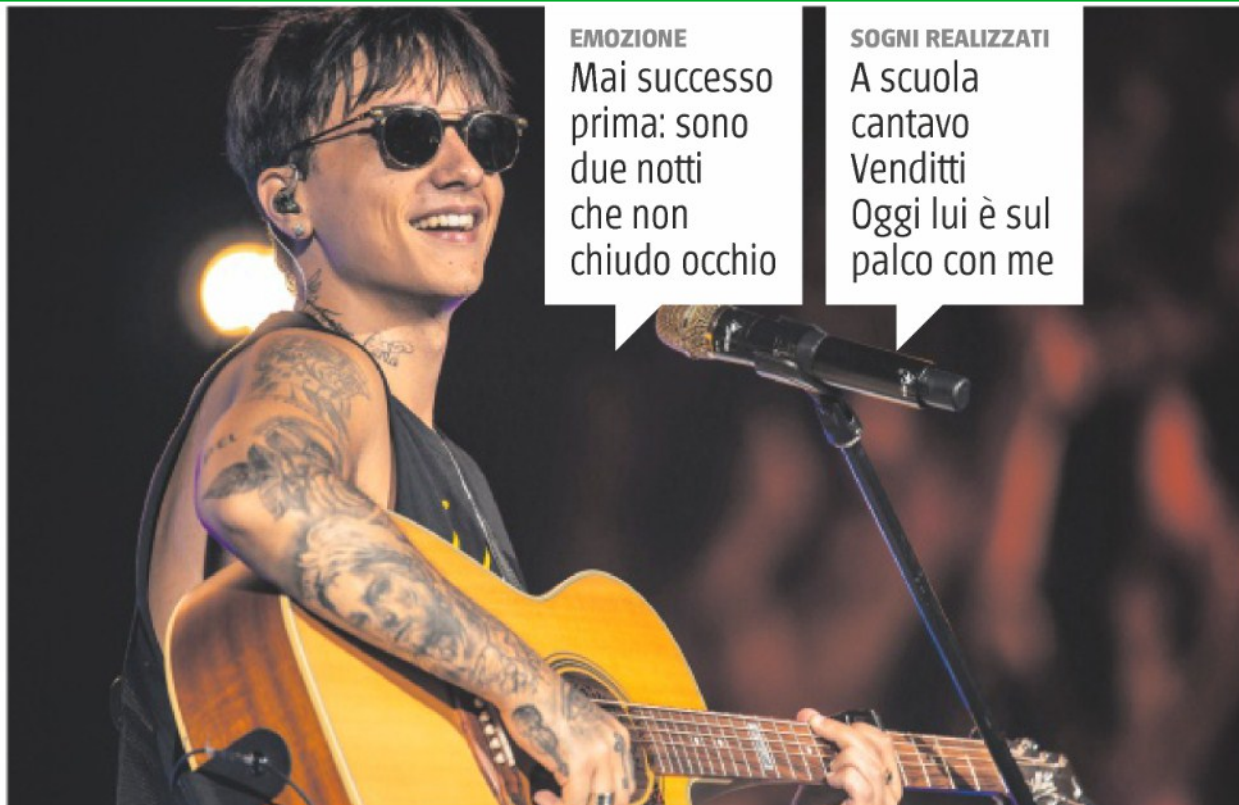 EMOZIONE
Mai successo
prima: sono
due notti
che non
chiudo occhio
SOGNI REALIZZATI
A scuola
cantavo
Venditti
Oggi lui è sul
palco con me